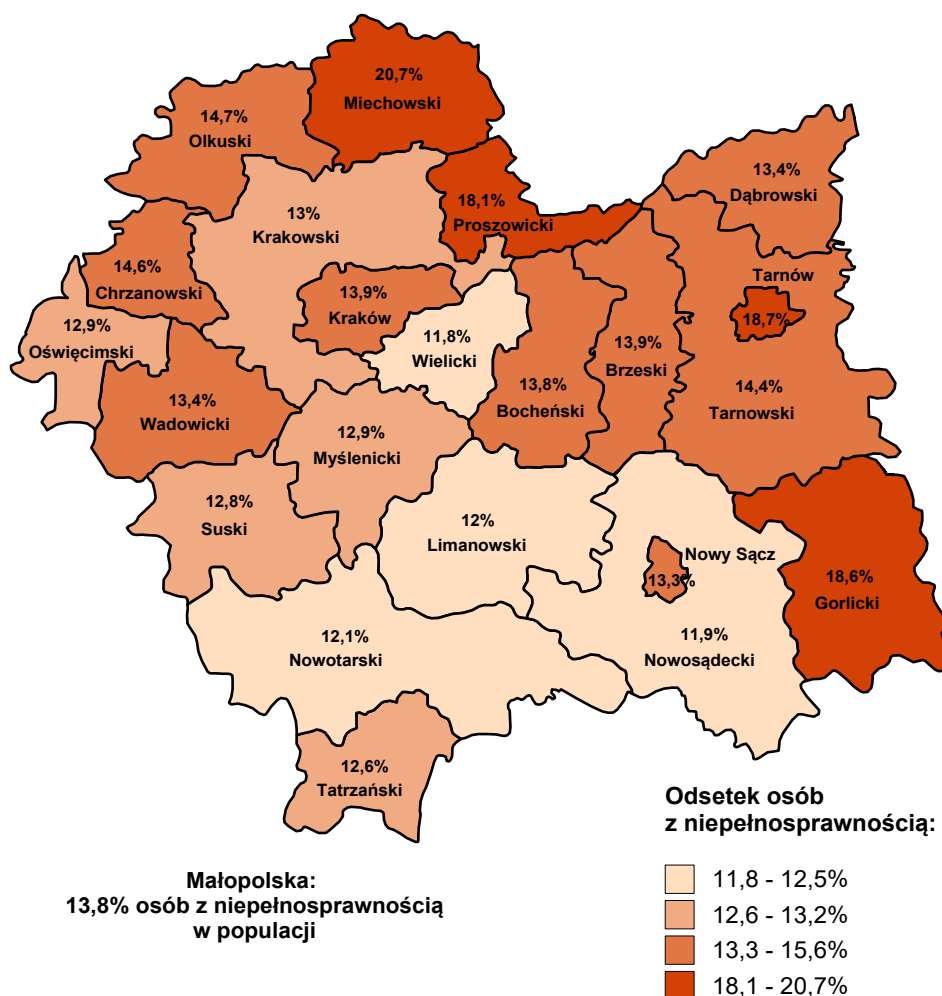 20,7%
Miechowski
14,7%
Olkuski
13,4%
Dąbrowski
18,1%
Proszowicki
13%
Krakowski
14,6%
Chrzanowski
Tarnów
18,7%
13,9%
Kraków
12,9%
Oświęcimski
11,8%
Wielicki
13,9%
Brzeski
13,8%
Bocheński
14,4%
Tarnowski
13,4%
Wadowicki
12,9%
Myślenicki
12,8%
Suski
12%
Limanowski
Nowy Sącz
13,3%
18,6%
Gorlicki
12,1%
Nowotarski
11,9%
Nowosądecki
12,6%
Tatrzański
Małopolska:
13,8% osób z niepełnosprawnością
w populacji
Odsetek osób
z niepełnosprawnością:
11,8 - 12,5%
12,6 - 13,2%
13,3 - 15,6%
18,1 - 20,7%